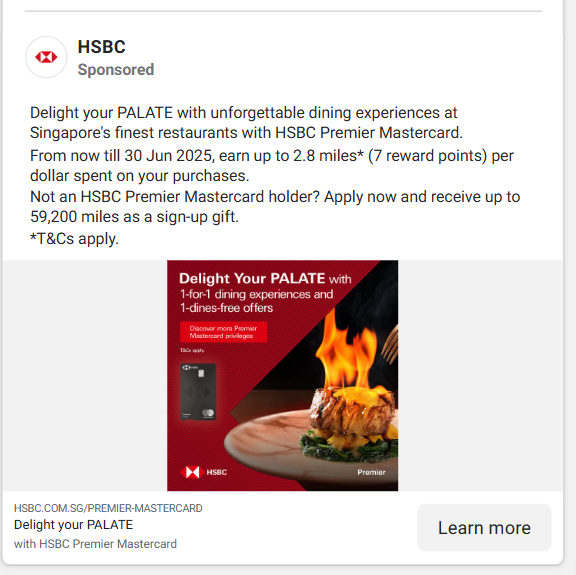 HSBC
Sponsored
Delight your PALATE with unforgettable dining experiences at
Singapore's finest restaurants with HSBC Premier Mastercard.
From now till 30 Jun 2025, earn up to 2.8 miles* (7 reward points) per
dollar spent on your purchases.
Not an HSBC Premier Mastercard holder? Apply now and receive up to
59,200 miles as a sign-up gift.
*T&Cs apply.
Delight Your PALATE with
1-for-1 dining experiences and
1-dines-free offers
Discover more Premier
Mastercard privileges
T&Cs apply.
HSBC
HSBC
Premier
HSBC.COM.SG/PREMIER-MASTERCARD
Delight your PALATE
with HSBC Premier Mastercard
Learn more